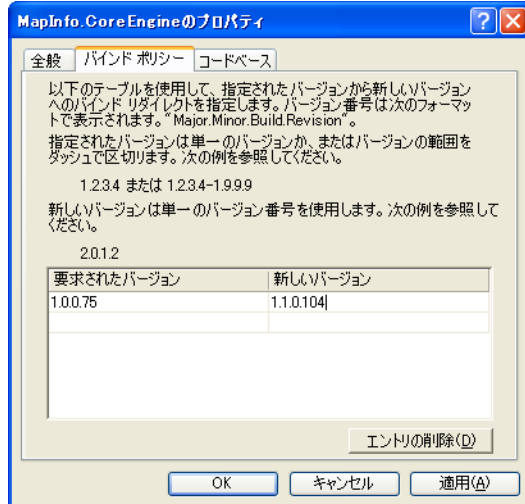 MapInfo.CoreEngineのプロパティ
全般
バインド ポリシー
コードベース
以下のテーブルを使用して、指定されたバージョンから新しいバージョン
へのバインド リダイレクトを指定します。バージョン番号は次のフォーマッ
トで表示されます。"Major.Minor.Build.Revision"。
指定されたバージョンは単一のバージョンか、またはバージョンの範囲を
ダッシュで区切ります。次の例を参照してください。
1.2.3.4 または 1.2.3.4-1.9.9.9
新しいバージョンは単一のバージョン番号を使用します。次の例を参照して
ください。
2.0.1.2
要求されたバージョン 新しいバージョン
1.0.0.75 1.1.0.104
エントリの削除(D)
OK キャンセル 適用(A)